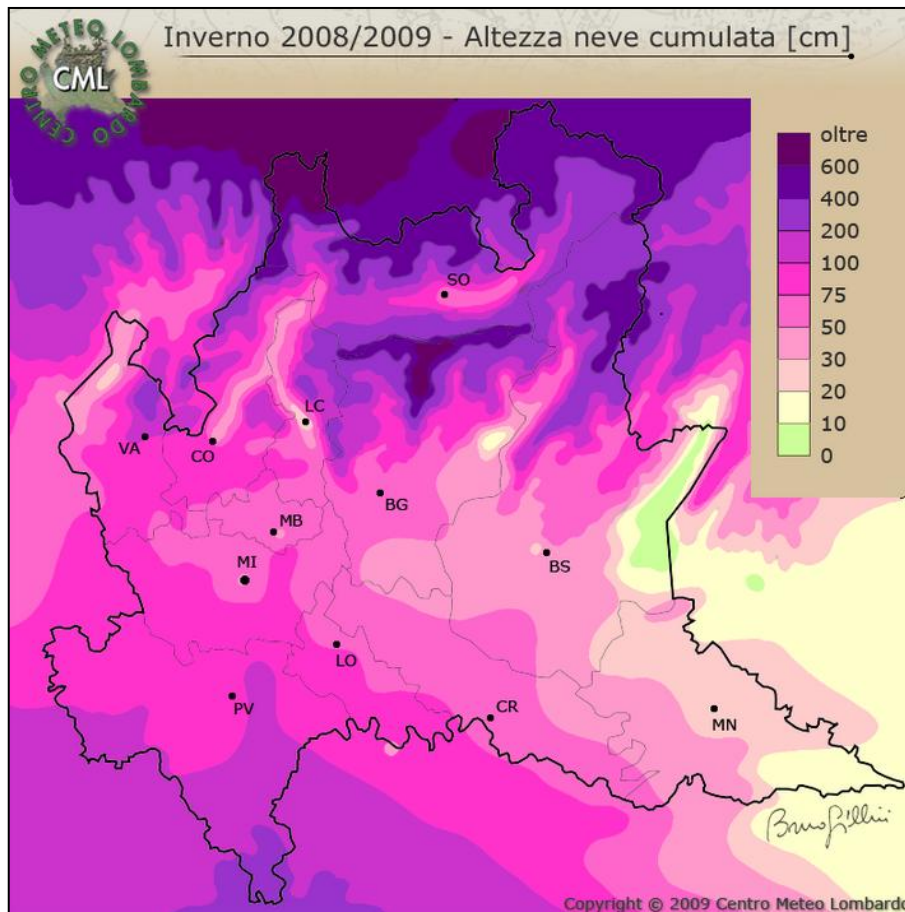 Inverno 2008/2009 - Altezza neve cumulata [cm]
CENTRO METEO LOMBARDO
CML
oltre
600
400
200
100
75
50
30
20
10
0
SO
LC
VA
CO
BG
MB
MI
BS
LO
PV
CR
MN
Copyright © 2009 Centro Meteo Lombardo